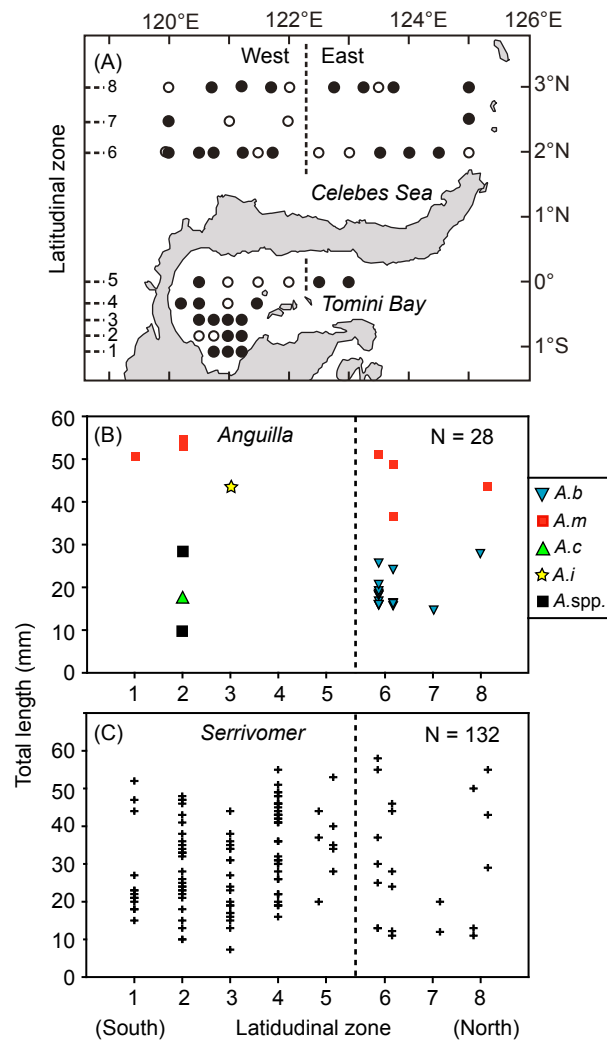 120°E 122°E 124°E 126°E
(A) West East
8 3°N
7
6 2°N
Celebes Sea
1°N
5 0°
4 Tomini Bay
3
2
1 1°S
Latitudinal zone
(B) Anguilla N = 28
60
50
40
30
20
10
0
1 2 3 4 5 6 7 8
A.b
A.m
A.c
A.i
A.spp.
Total length (mm)
(C) Serrivomer N = 132
60
50
40
30
20
10
0
1 2 3 4 5 6 7 8
(South) Latidudinal zone (North)